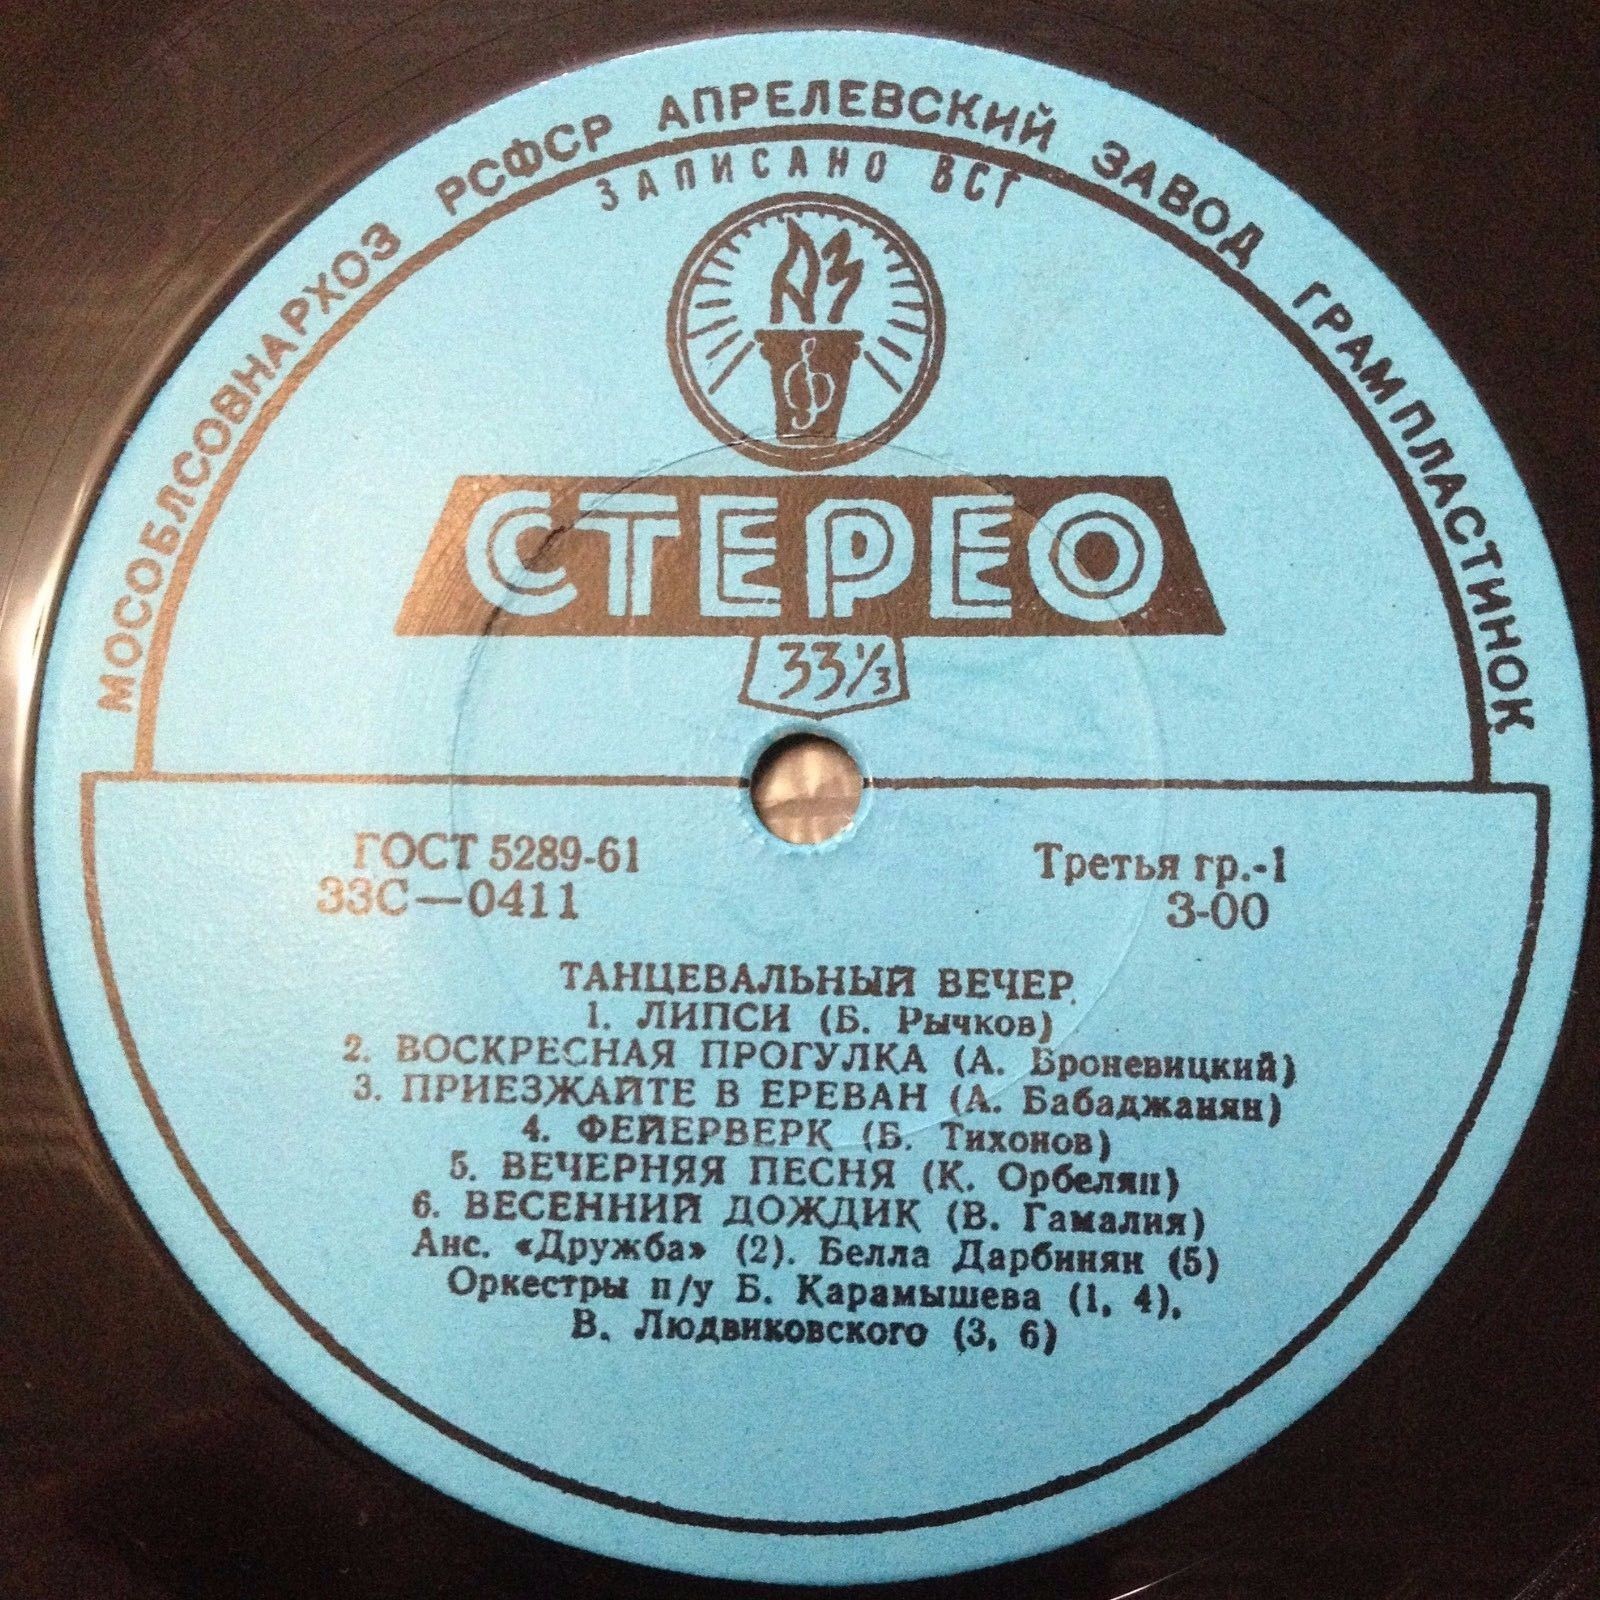 МОСОБЛСОВНАРХОЗ РСФСР АПРЕЛЕВСКИЙ ЗАВОД ГРАМПЛАСТИНОК
ЗАПИСАНО ВСГ
АЗ
СТЕРЕО
33⅓
ГОСТ 5289-61
33С—0411
Третья гр.-1
3-00
ТАНЦЕВАЛЬНЫЙ ВЕЧЕР
1. ЛИПСИ (Б. Рычков)
2. ВОСКРЕСНАЯ ПРОГУЛКА (А. Броневицкий)
3. ПРИЕЗЖАЙТЕ В ЕРЕВАН (А. Бабаджанян)
4. ФЕЙЕРВЕРК (Б. Тихонов)
5. ВЕЧЕРНЯЯ ПЕСНЯ (К. Орбелян)
6. ВЕСЕННИЙ ДОЖДИК (В. Гамалия)
Анс. «Дружба» (2). Белла Дарбинян (5)
Оркестры п/у Б. Карамышева (1, 4),
В. Людвиковского (3, 6)